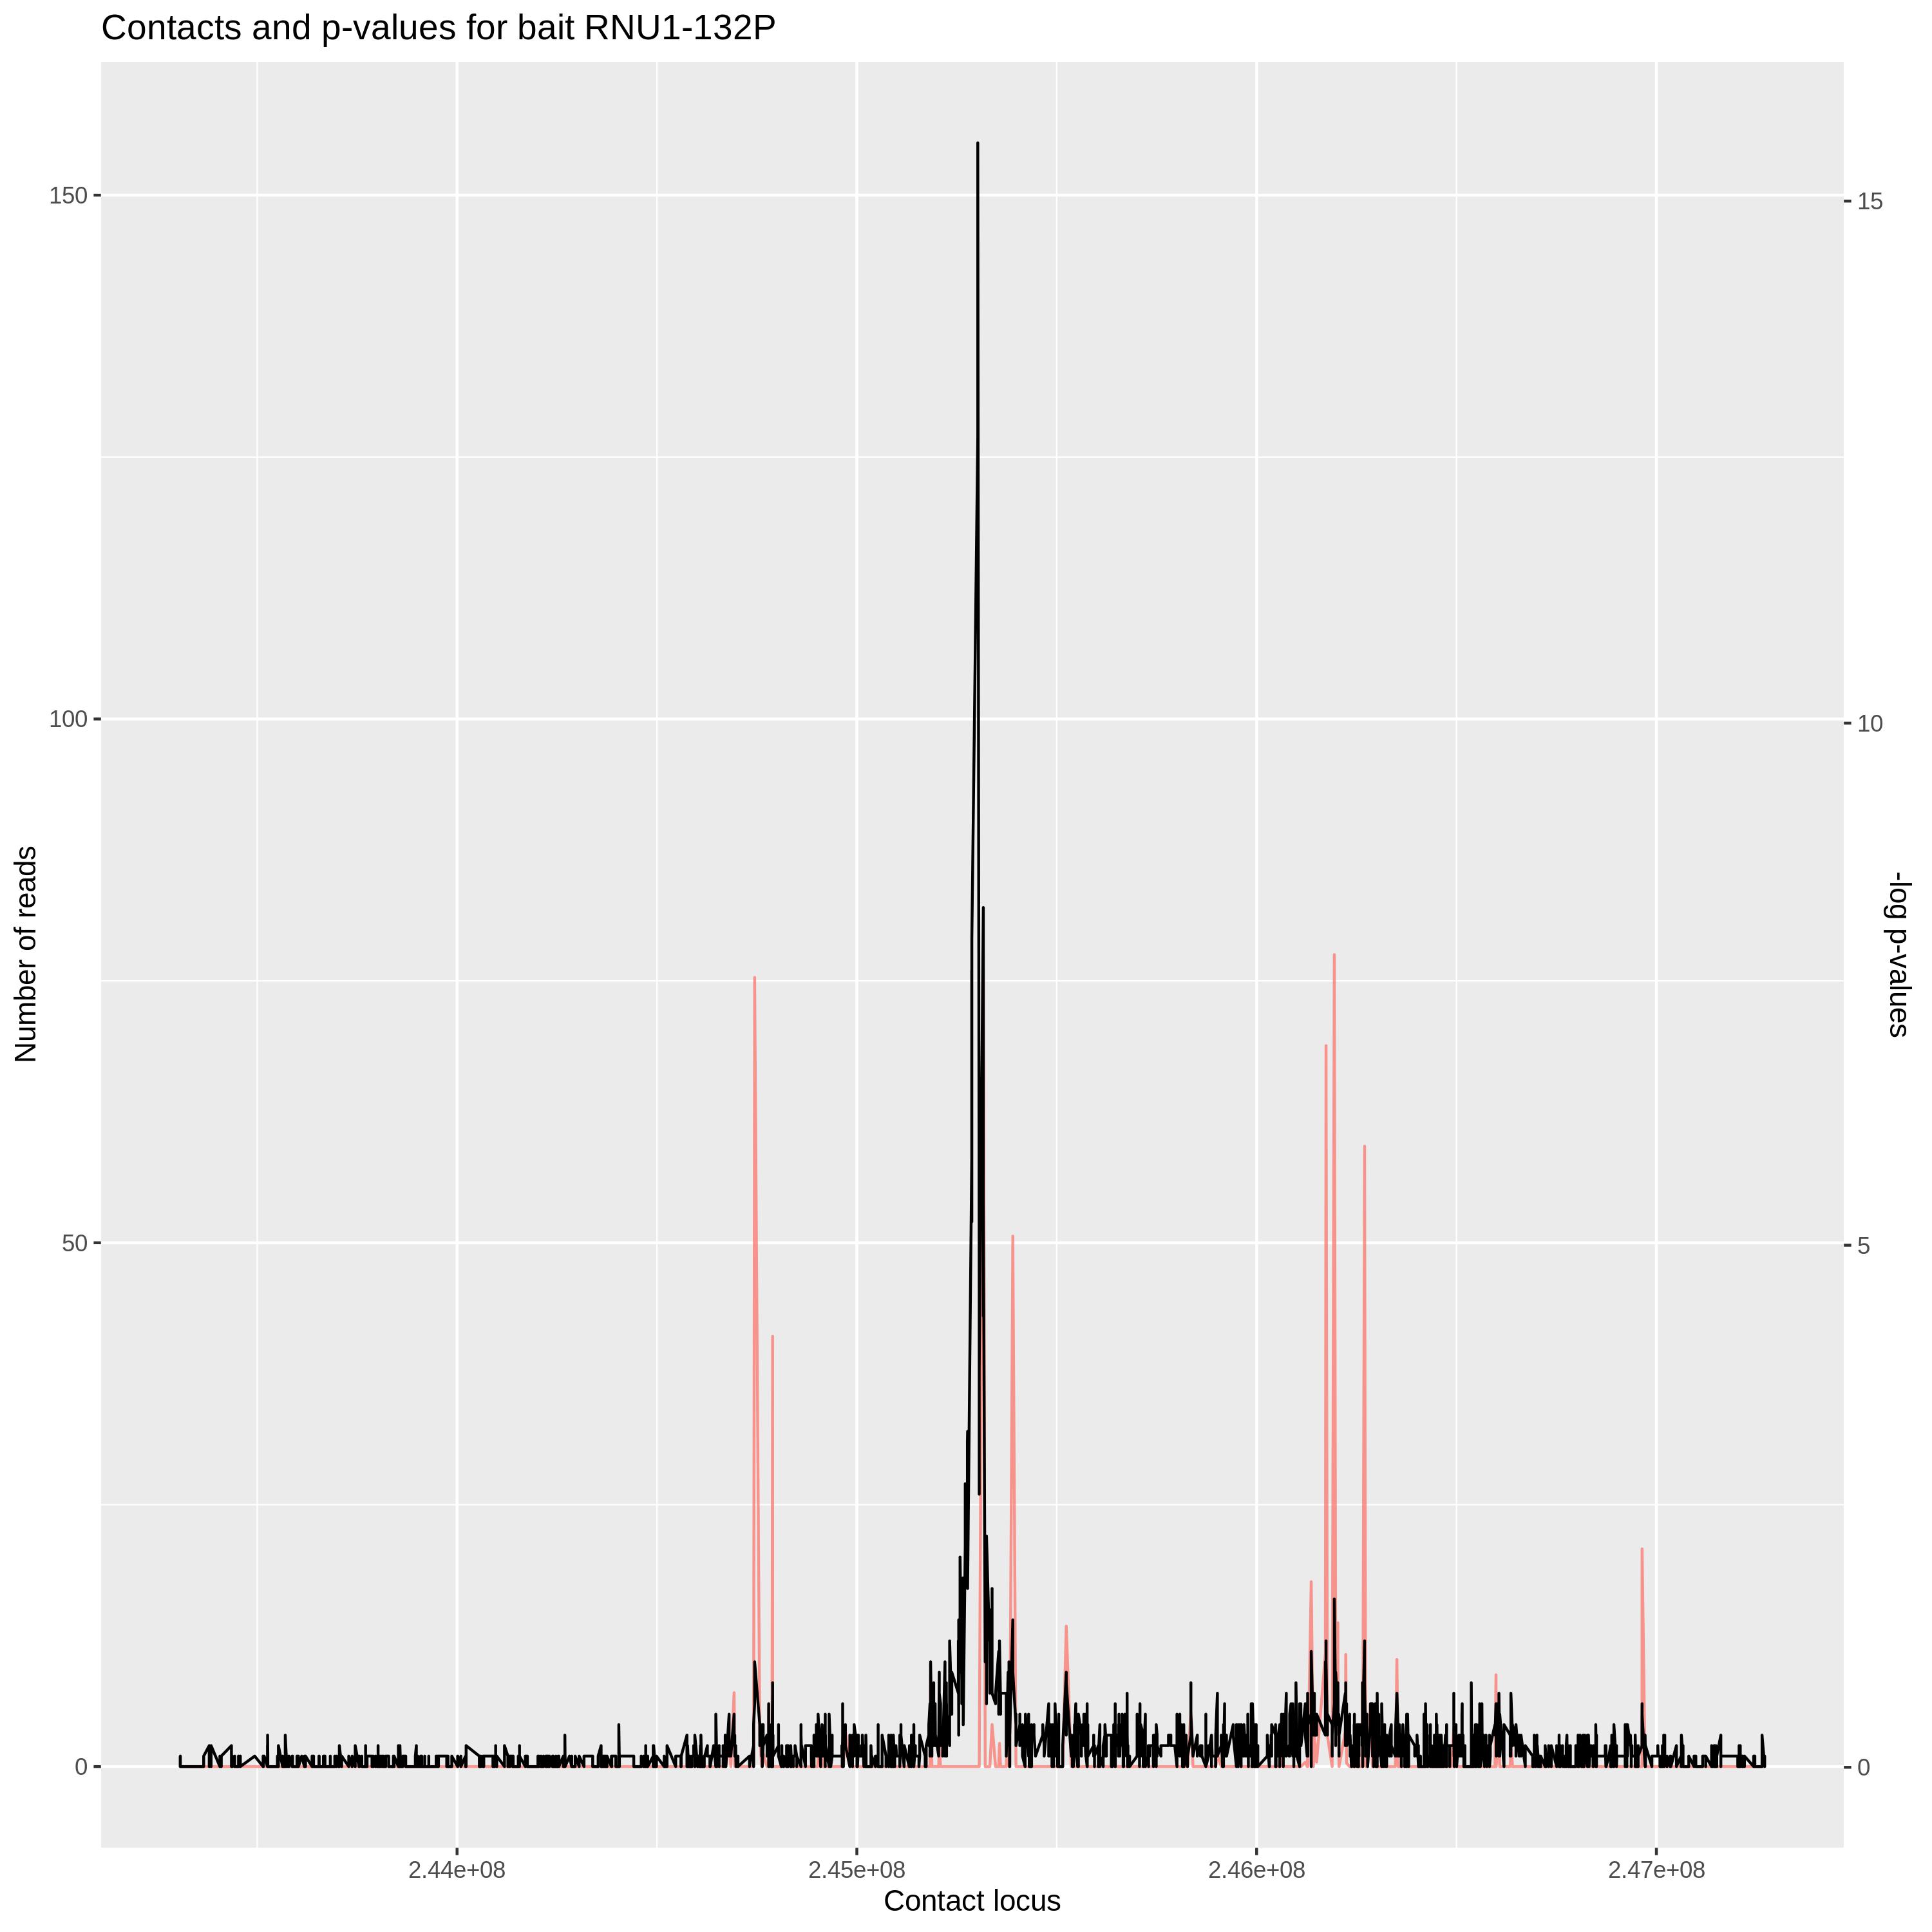 Contacts and p-values for bait RNU1-132P
150
100
50
0
15
10
5
0
Number of reads
-log p-values
2.44e+08
2.45e+08
2.46e+08
2.47e+08
Contact locus